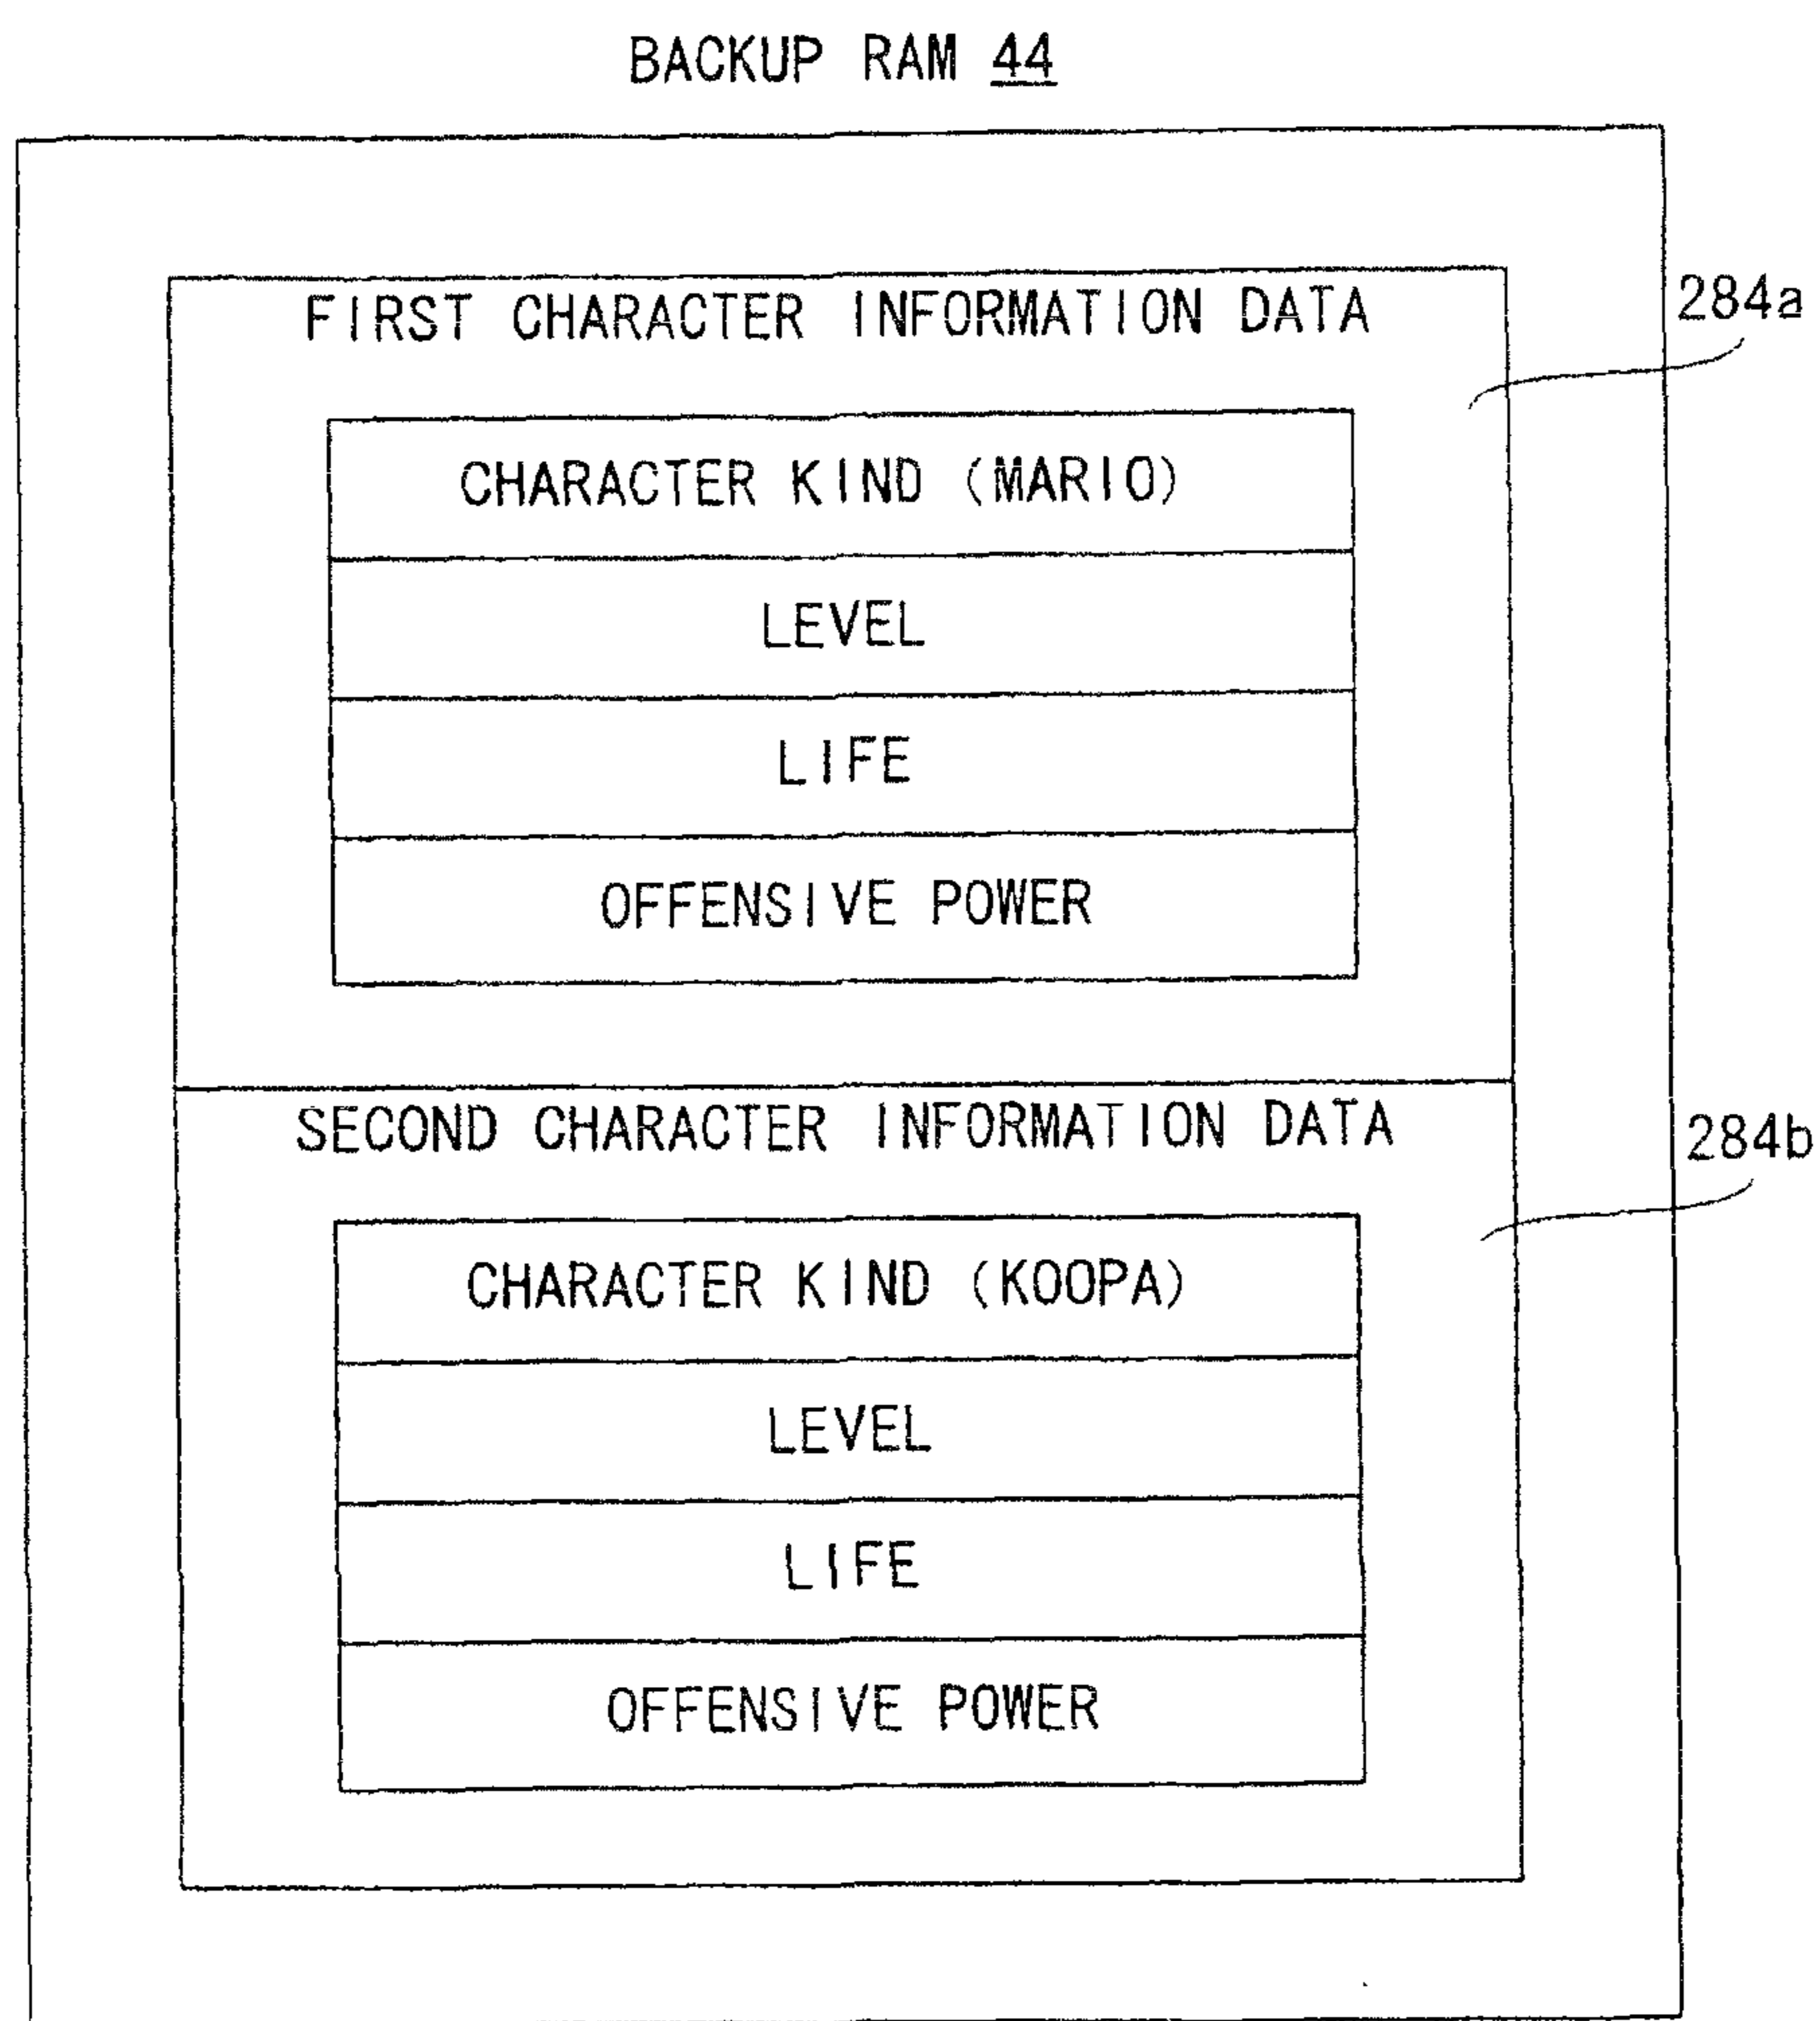 BACKUP RAM 44
FIRST CHARACTER INFORMATION DATA
284a
CHARACTER KIND (MARIO)
LEVEL
LIFE
OFFENSIVE POWER
SECOND CHARACTER INFORMATION DATA
284b
CHARACTER KIND (KOOPA)
LEVEL
LIFE
OFFENSIVE POWER